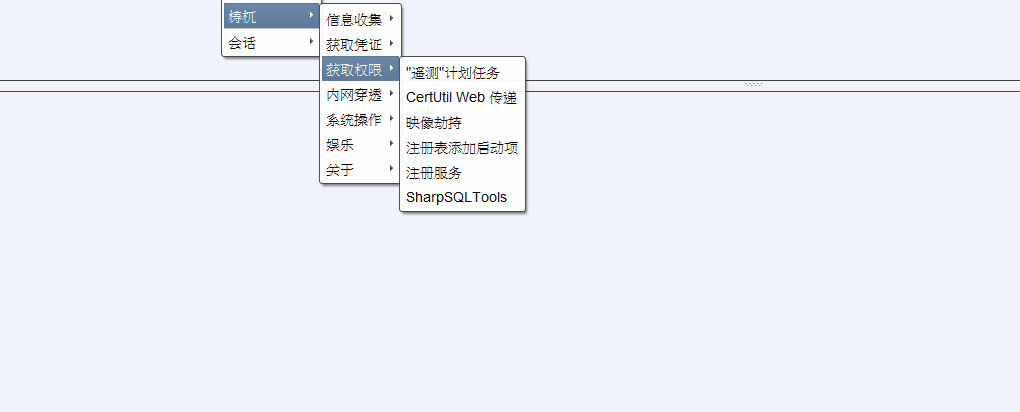 梼杌
会话
信息收集
获取凭证
获取权限
内网穿透
系统操作
娱乐
关于
"遥测"计划任务
CertUtil Web 传递
映像劫持
注册表添加启动项
注册服务
SharpSQLTools